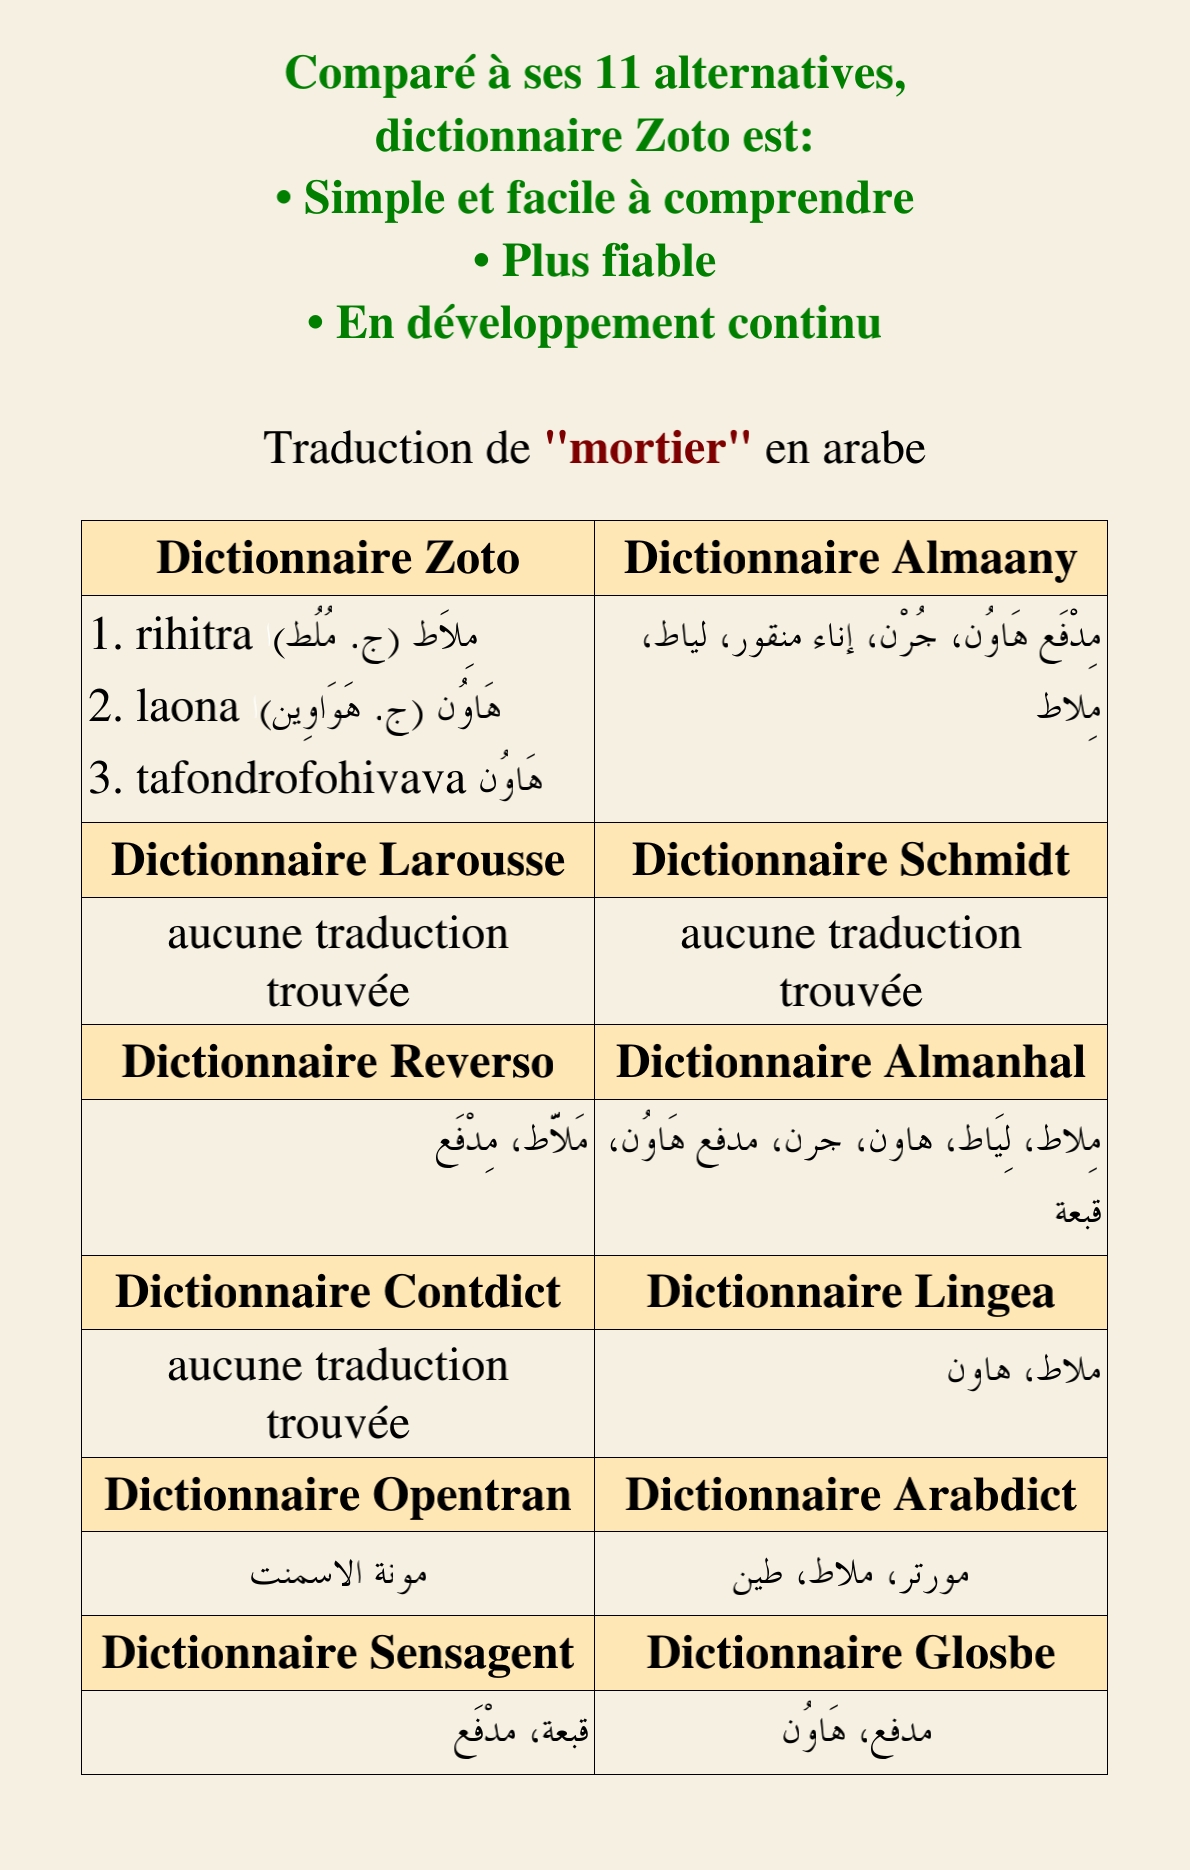 Comparé à ses 11 alternatives,
dictionnaire Zoto est:
• Simple et facile à comprendre
• Plus fiable
• En développement continu
Traduction de "mortier" en arabe
Dictionnaire Zoto
1. rihitra مِلاَط (ج. مُلُط)
2. laona هَاوُن (ج. هَوَاوِين)
3. tafondrofohivava هَاوُن
Dictionnaire Almaany
مِدْفَع هَاوُن، جُرْن، إناء منقور، لياط،
مِلاط
Dictionnaire Larousse
aucune traduction
trouvée
Dictionnaire Schmidt
aucune traduction
trouvée
Dictionnaire Reverso
مَلاّط، مِدْفَع
Dictionnaire Almanhal
مِلاط، لِيَاط، هاون، جرن، مدفع هَاوُن،
قبعة
Dictionnaire Contdict
aucune traduction
trouvée
Dictionnaire Lingea
ملاط، هاون
Dictionnaire Opentran
مونة الاسمنت
Dictionnaire Arabdict
مورتر، ملاط، طين
Dictionnaire Sensagent
قبعة، مدْفَع
Dictionnaire Glosbe
مدفع، هَاوُن